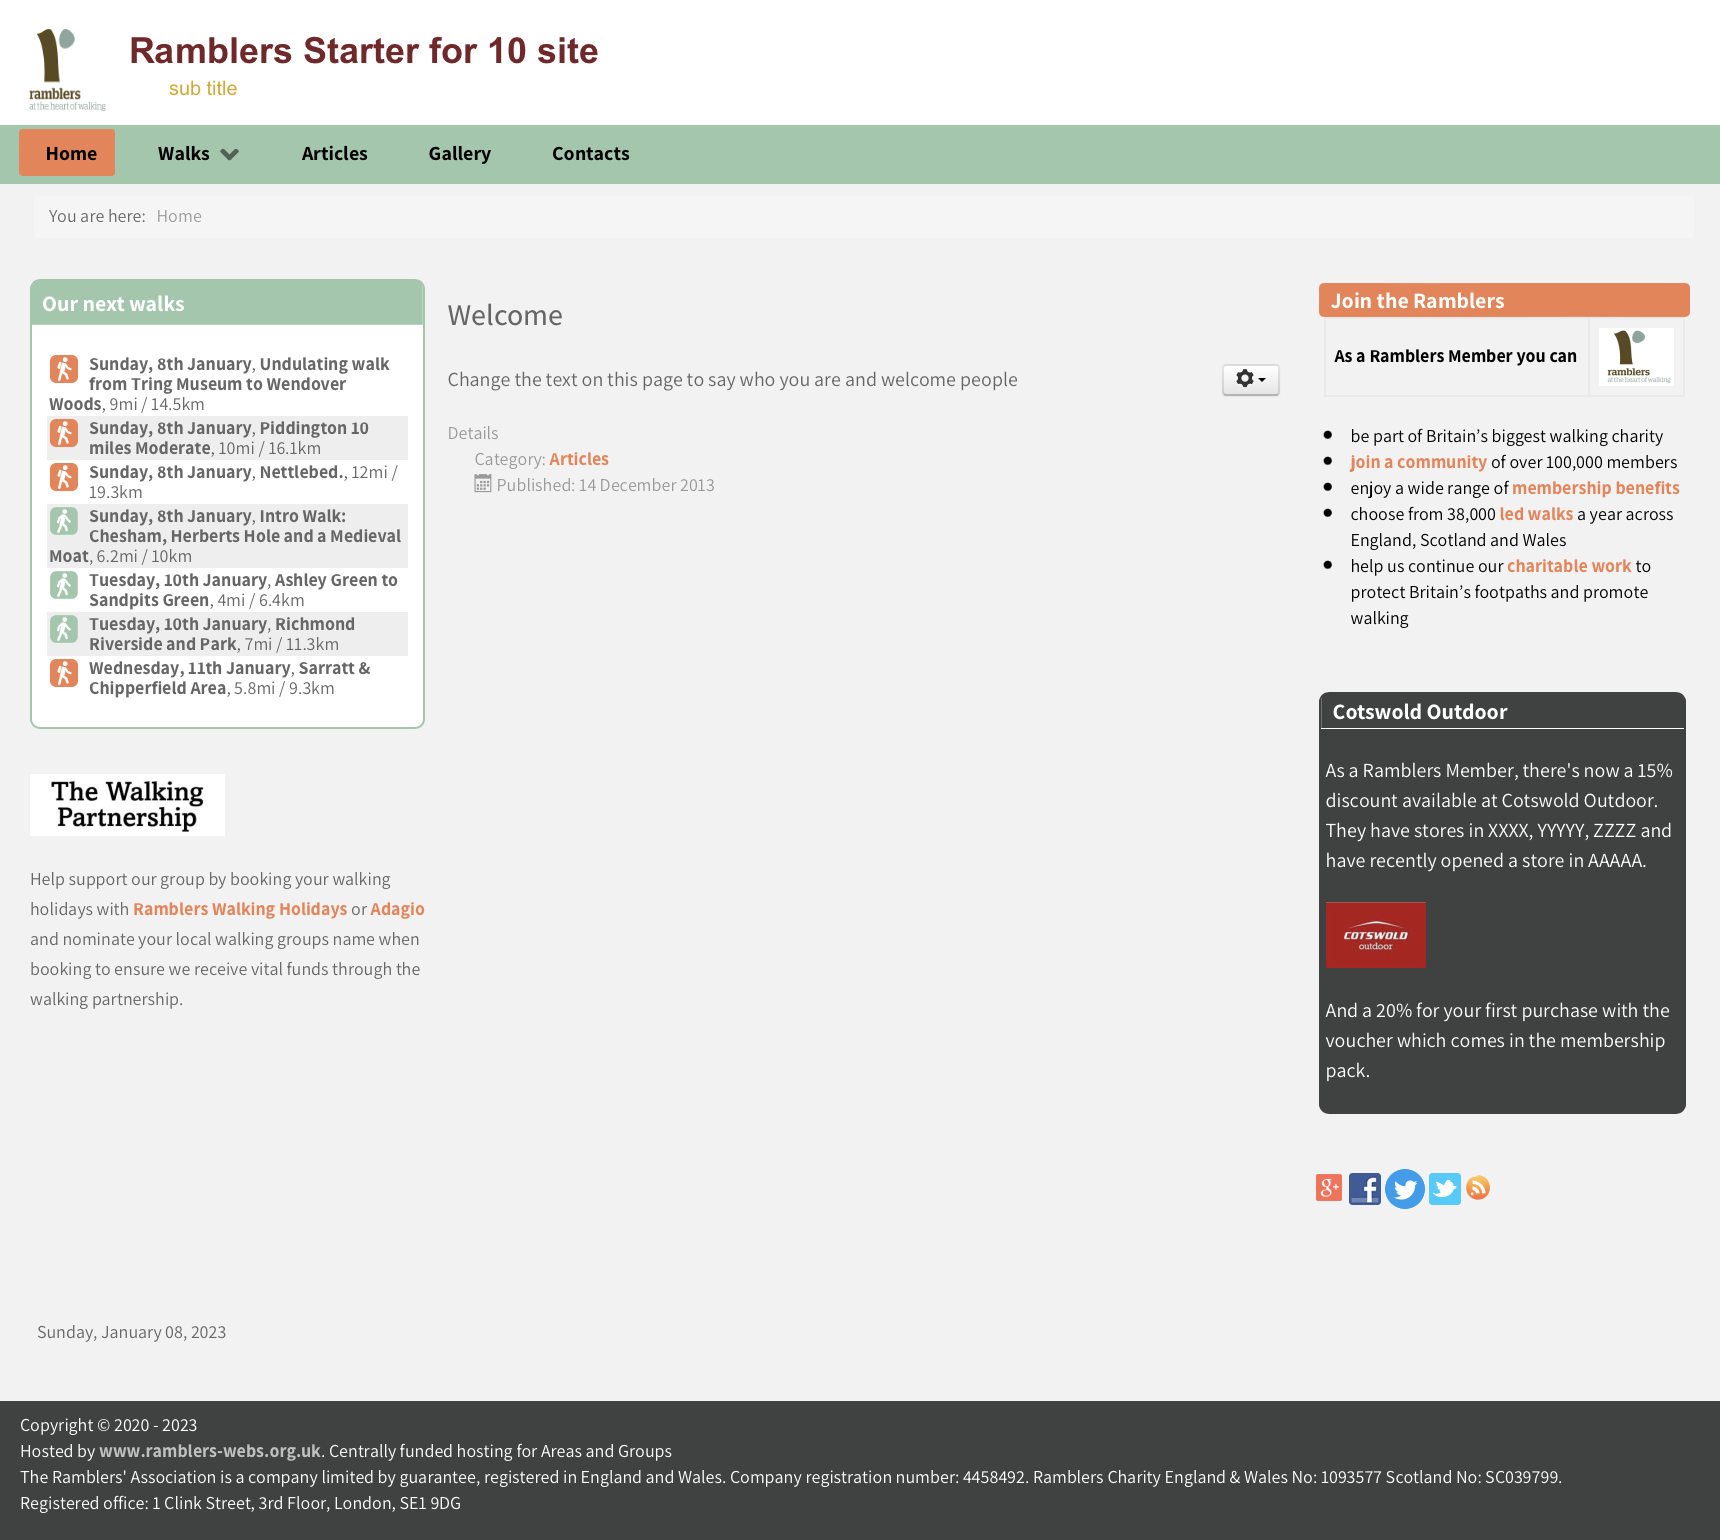 ramblers
at the heart of walking
Ramblers Starter for 10 site
sub title
Home
Walks
Articles
Gallery
Contacts
You are here: Home
Our next walks
Sunday, 8th January, Undulating walk
from Tring Museum to Wendover
Woods, 9mi / 14.5km
Sunday, 8th January, Piddington 10
miles Moderate, 10mi / 16.1km
Sunday, 8th January, Nettlebed., 12mi /
19.3km
Sunday, 8th January, Intro Walk:
Chesham, Herberts Hole and a Medieval
Moat, 6.2mi / 10km
Tuesday, 10th January, Ashley Green to
Sandpits Green, 4mi / 6.4km
Tuesday, 10th January, Richmond
Riverside and Park, 7mi / 11.3km
Wednesday, 11th January, Sarratt &
Chipperfield Area, 5.8mi / 9.3km
The Walking
Partnership
Help support our group by booking your walking
holidays with Ramblers Walking Holidays or Adagio
and nominate your local walking groups name when
booking to ensure we receive vital funds through the
walking partnership.
Welcome
Change the text on this page to say who you are and welcome people
Details
Category: Articles
Published: 14 December 2013
Join the Ramblers
As a Ramblers Member you can
ramblers
at the heart of walking
be part of Britain’s biggest walking charity
join a community of over 100,000 members
enjoy a wide range of membership benefits
choose from 38,000 led walks a year across
England, Scotland and Wales
help us continue our charitable work to
protect Britain’s footpaths and promote
walking
Cotswold Outdoor
As a Ramblers Member, there's now a 15%
discount available at Cotswold Outdoor.
They have stores in XXXX, YYYYY, ZZZZ and
have recently opened a store in AAAAA.
COTSWOLD
outdoor
And a 20% for your first purchase with the
voucher which comes in the membership
pack.
Sunday, January 08, 2023
Copyright © 2020 - 2023
Hosted by www.ramblers-webs.org.uk. Centrally funded hosting for Areas and Groups
The Ramblers' Association is a company limited by guarantee, registered in England and Wales. Company registration number: 4458492. Ramblers Charity England & Wales No: 1093577 Scotland No: SC039799.
Registered office: 1 Clink Street, 3rd Floor, London, SE1 9DG